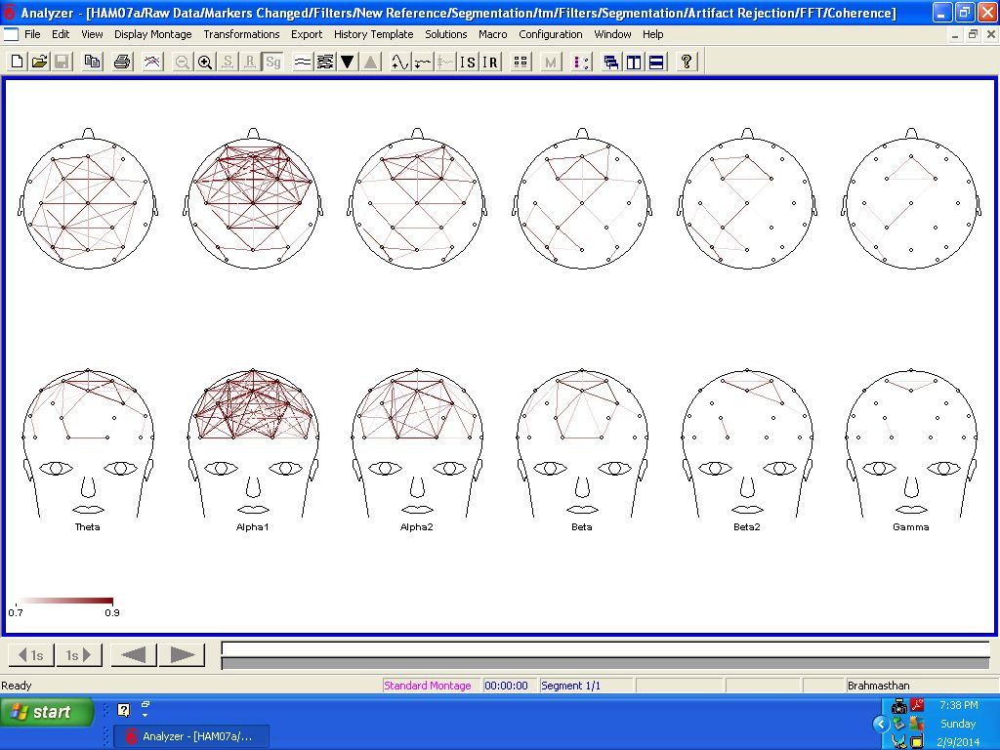 Analyzer - [HAM07a/Raw Data/Markers Changed/Filters/New Reference/Segmentation/tm/Filters/Segmentation/Artifact Rejection/FFT/Coherence]
File Edit View Display Montage Transformations Export History Template Solutions Macro Configuration Window Help
S R Sg I S I R M ?
Theta Alpha1 Alpha2 Beta Beta2 Gamma
0.7 0.9
1s 1s
Ready Standard Montage 00:00:00 Segment 1/1 Brahmasthan
start ? 7:38 PM
Sunday
Analyzer - [HAM07a/... 2/9/2014